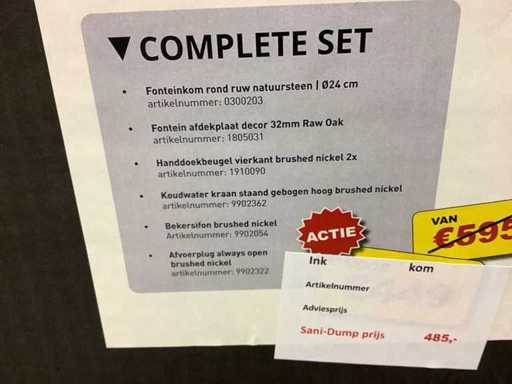 ▼ COMPLETE SET
• Fonteinkom rond ruw natuursteen | Ø24 cm
artikelnummer: 0300203
• Fontein afdekplaat decor 32mm Raw Oak
artikelnummer: 1805031
• Handdoekbeugel vierkant brushed nickel 2x
artikelnummer: 1910090
• Koudwater kraan staand gebogen hoog brushed nickel
artikelnummer: 9902362
• Bekersifon brushed nickel
Artikelnummer: 9902054
• Afvoerplug always open
brushed nickel
artikelnummer: 9902322
ACTIE
VAN
€595
Ink kom
Artikelnummer
Adviesprijs
Sani-Dump prijs 485,-